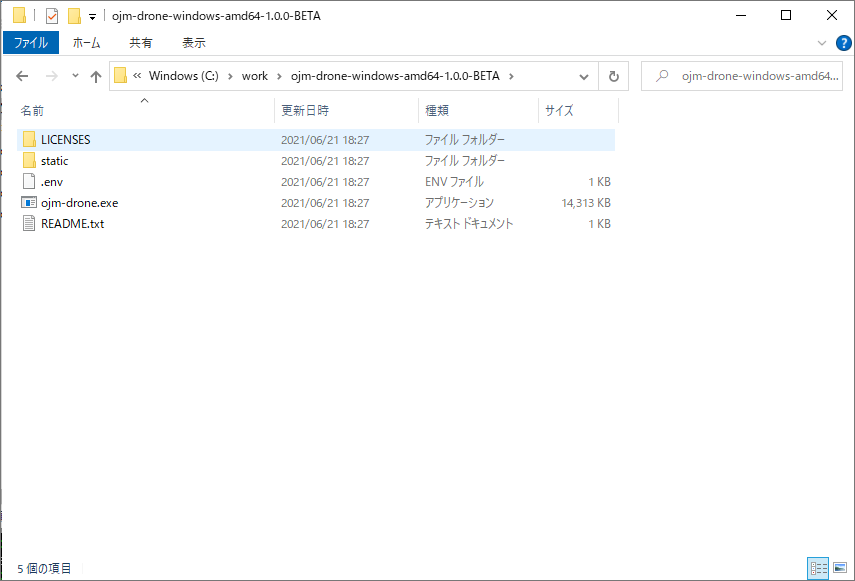 ojm-drone-windows-amd64-1.0.0-BETA
ファイル ホーム 共有 表示
« Windows (C:) › work › ojm-drone-windows-amd64-1.0.0-BETA › ojm-drone-windows-amd64...
名前 更新日時 種類 サイズ
LICENSES 2021/06/21 18:27 ファイル フォルダー
static 2021/06/21 18:27 ファイル フォルダー
.env 2021/06/21 18:27 ENV ファイル 1 KB
ojm-drone.exe 2021/06/21 18:27 アプリケーション 14,313 KB
README.txt 2021/06/21 18:27 テキスト ドキュメント 1 KB
5 個の項目